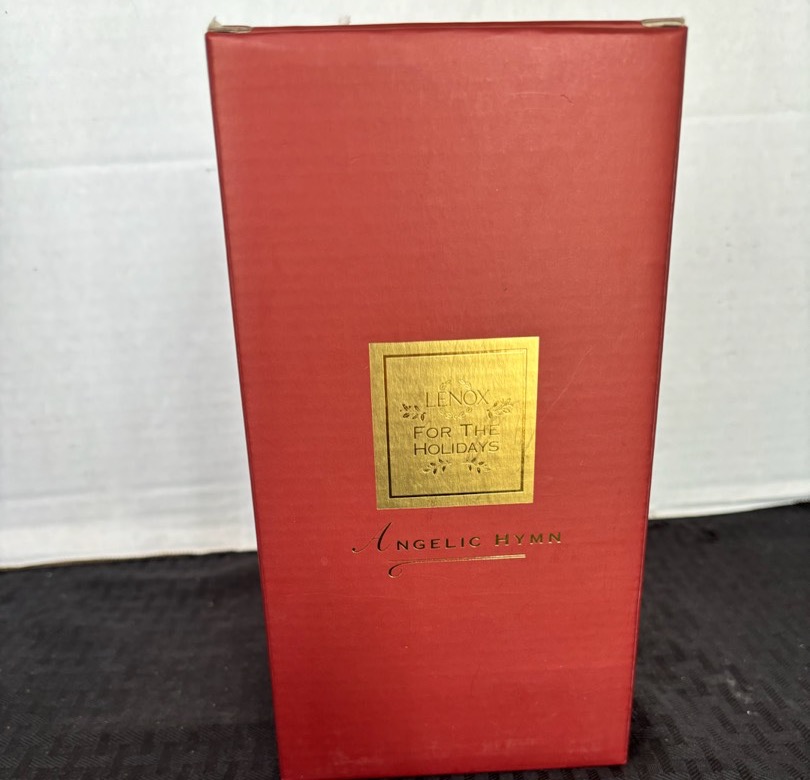 LENOX
FOR THE
HOLIDAYS
ANGELIC HYMN